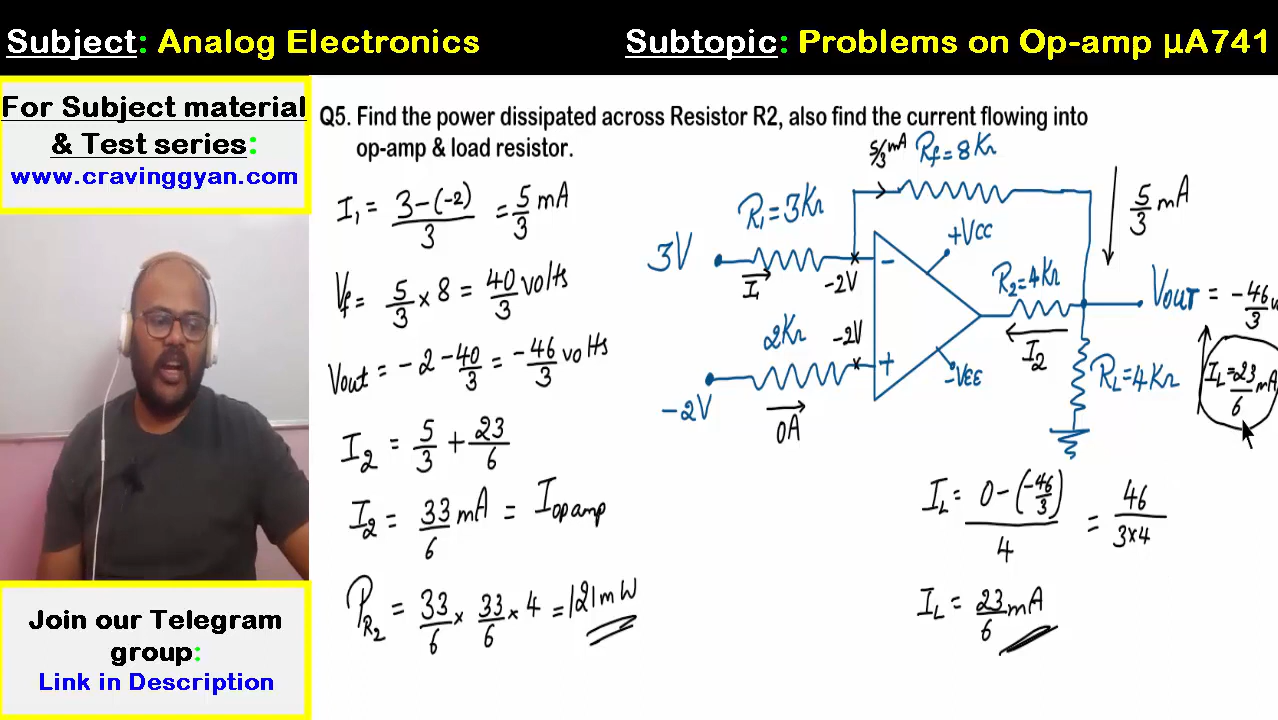 Subject: Analog Electronics
Subtopic: Problems on Op-amp µA741
For Subject material
& Test series:
www.cravinggyan.com
Join our Telegram
group:
Link in Description
Q5. Find the power dissipated across Resistor R2, also find the current flowing into
op-amp & load resistor.
I₁ = 3-(-2)/3 = 5/3 mA
Vf = 5/3 × 8 = 40/3 volts
Vout = -2 - 40/3 = -46/3 volts
I₂ = 5/3 + 23/6
I₂ = 33/6 mA = I op amp
P_R₂ = 33/6 × 33/6 × 4 = 121 mW
5/3 mA
Rf = 8KΩ
R₁ = 3KΩ
+VCC
5/3 mA
3V
-
-2V
R₂ = 4KΩ
VOUT = -46/3
I₁
2KΩ
-2V
+
-VEE
I₂
RL = 4KΩ
IL = 23/6 mA
-2V
0A
IL = 0-(-46/3)/4 = 46/3×4
IL = 23/6 mA